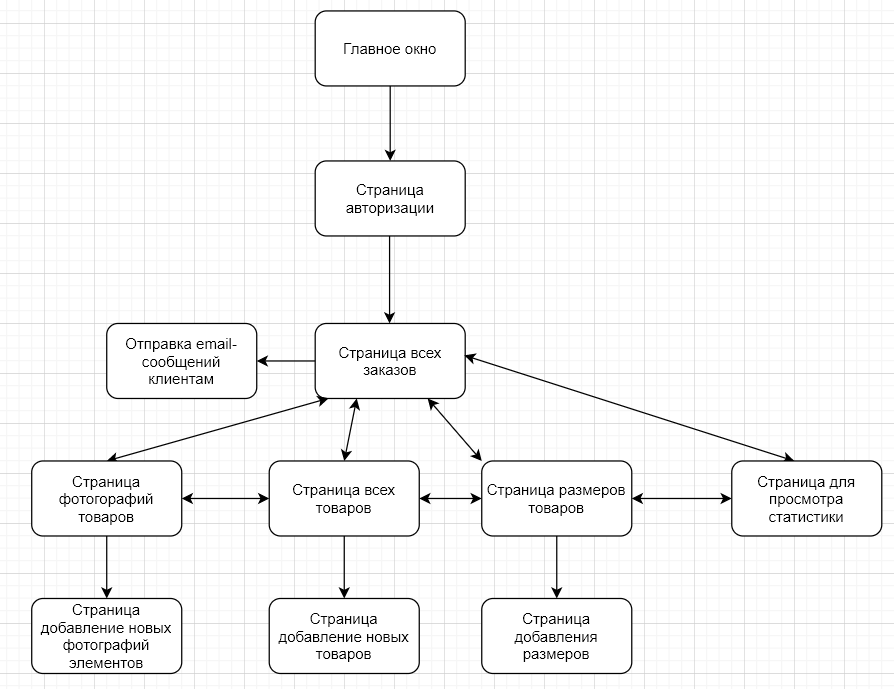 Главное окно
Страница
авторизации
Отправка email-
сообщений
клиентам
Страница всех
заказов
Страница
фотогорафий
товаров
Страница всех
товаров
Страница размеров
товаров
Страница для
просмотра
статистики
Страница
добавление новых
фотографий
элементов
Страница
добавление новых
товаров
Страница
добавления
размеров